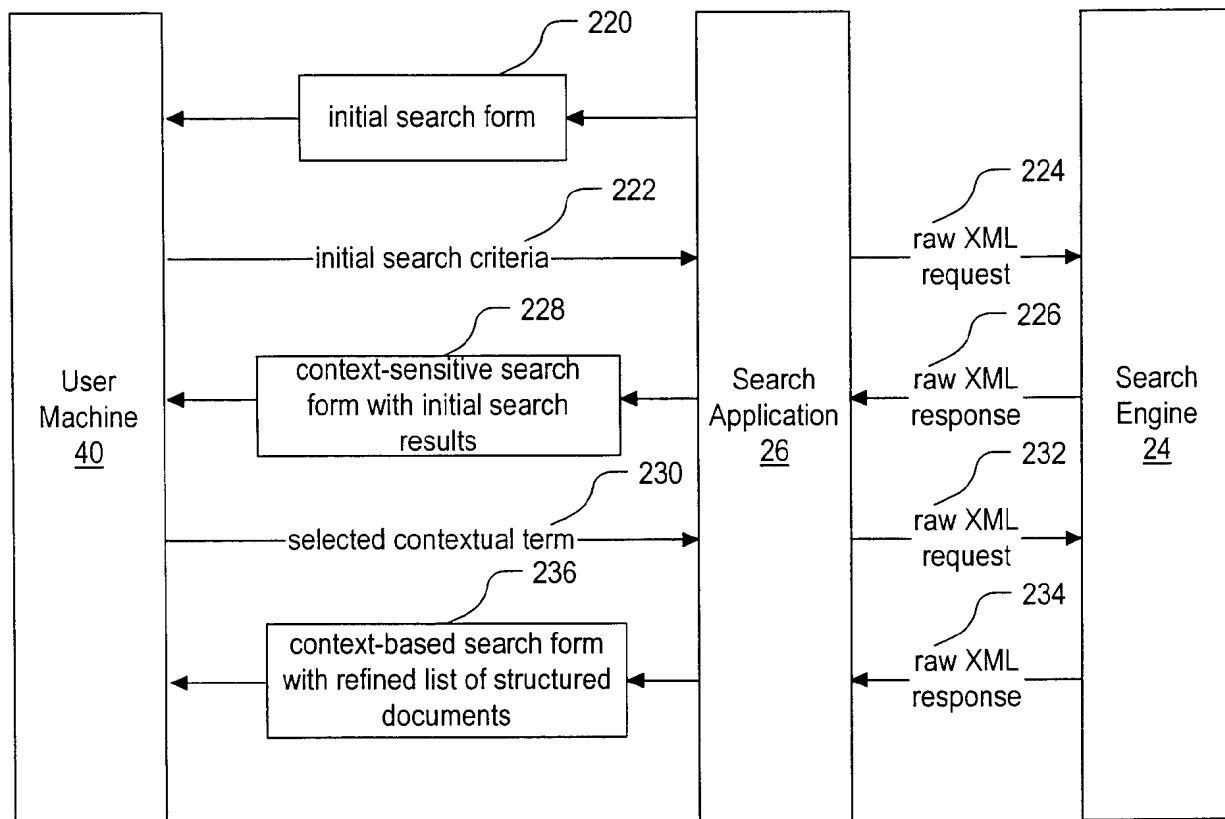 220
initial search form
222
initial search criteria
224
raw XML
request
228
context-sensitive search
form with initial search
results
226
raw XML
response
User
Machine
40
Search
Application
26
Search
Engine
24
230
selected contextual term
232
raw XML
request
236
context-based search form
with refined list of structured
documents
234
raw XML
response